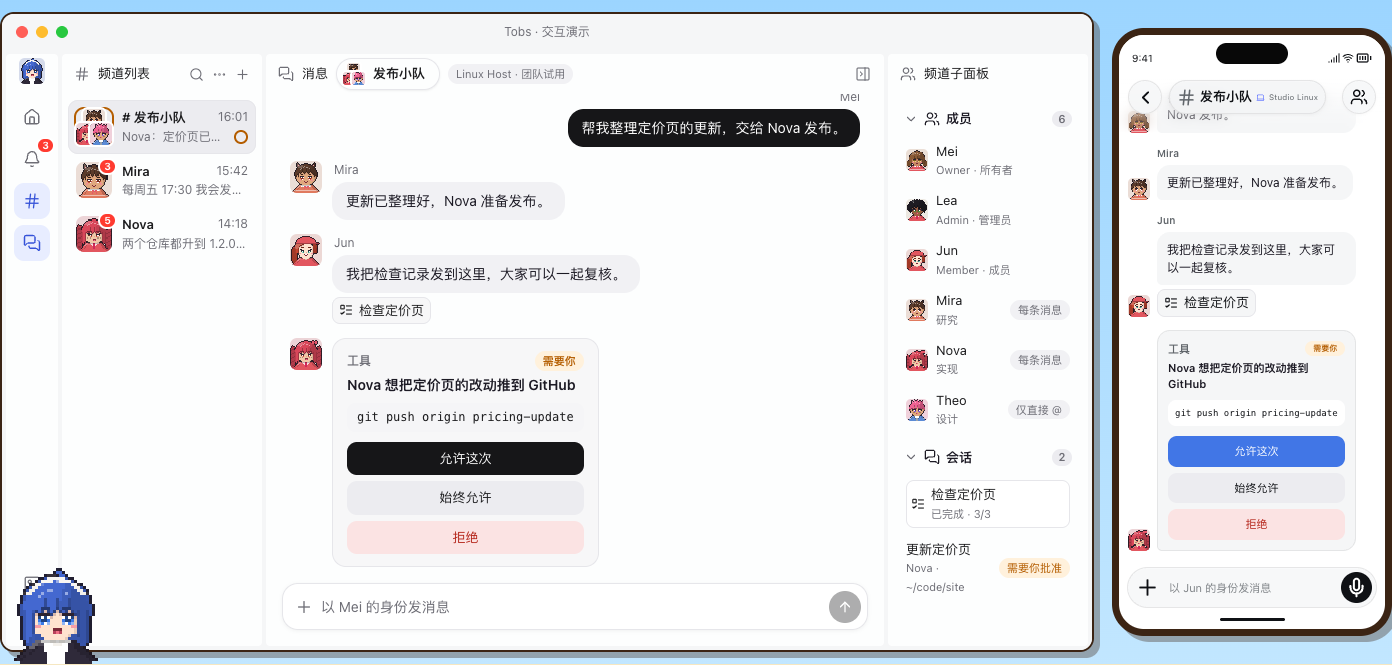 Tobs · 交互演示
3
频道列表
# 发布小队
16:01
Nova：定价页已...
3
Mira
15:42
每周五 17:30 我会发...
5
Nova
14:18
两个仓库都升到 1.2.0...
消息
发布小队
Linux Host · 团队试用
Mei
帮我整理定价页的更新，交给 Nova 发布。
Mira
更新已整理好，Nova 准备发布。
Jun
我把检查记录发到这里，大家可以一起复核。
检查定价页
工具
需要你
Nova 想把定价页的改动推到 GitHub
git push origin pricing-update
允许这次
始终允许
拒绝
以 Mei 的身份发消息
频道子面板
成员
6
Mei
Owner · 所有者
Lea
Admin · 管理员
Jun
Member · 成员
Mira
研究
每条消息
Nova
实现
每条消息
Theo
设计
仅直接 @
会话
2
检查定价页
已完成 · 3/3
更新定价页
Nova ·
~/code/site
需要你批准
9:41
# 发布小队
Studio Linux
Nova 发布。
Mira
更新已整理好，Nova 准备发布。
Jun
我把检查记录发到这里，大家可
以一起复核。
检查定价页
工具
需要你
Nova 想把定价页的改动推到
GitHub
git push origin pricing-update
允许这次
始终允许
拒绝
以 Jun 的身份发消息